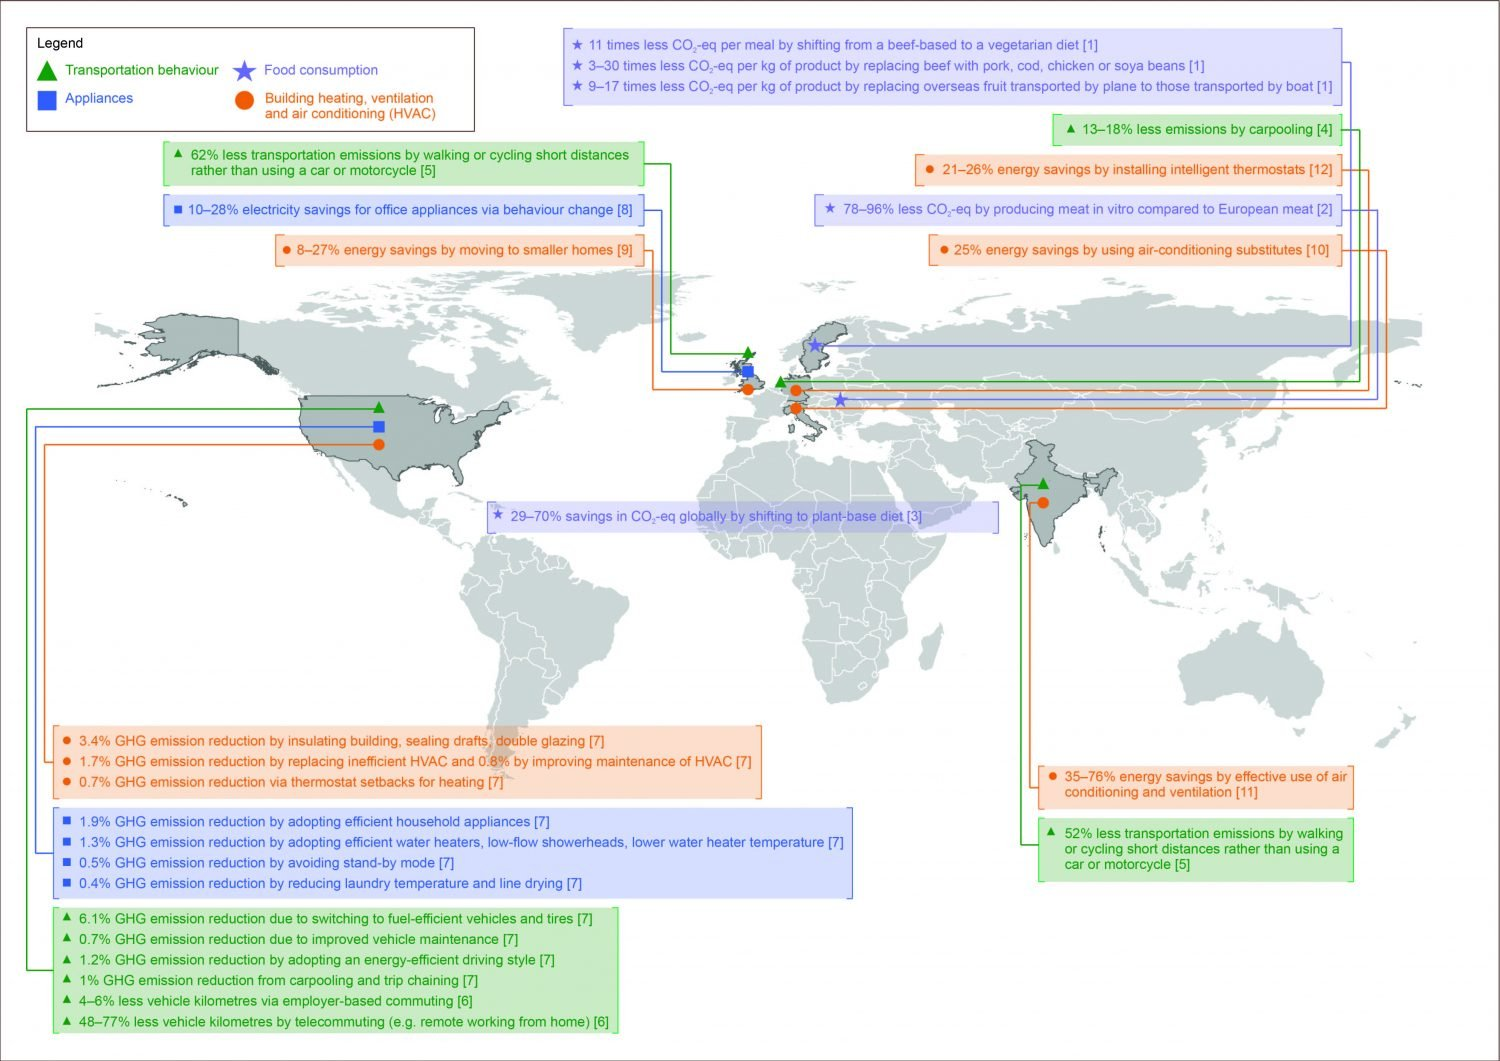 Legend
Transportation behaviour
Food consumption
Appliances
Building heating, ventilation
and air conditioning (HVAC)
11 times less CO₂-eq per meal by shifting from a beef-based to a vegetarian diet [1]
3–30 times less CO₂-eq per kg of product by replacing beef with pork, cod, chicken or soya beans [1]
9–17 times less CO₂-eq per kg of product by replacing overseas fruit transported by plane to those transported by boat [1]
13–18% less emissions by carpooling [4]
62% less transportation emissions by walking or cycling short distances
rather than using a car or motorcycle [5]
21–26% energy savings by installing intelligent thermostats [12]
10–28% electricity savings for office appliances via behaviour change [8]
78–96% less CO₂-eq by producing meat in vitro compared to European meat [2]
8–27% energy savings by moving to smaller homes [9]
25% energy savings by using air-conditioning substitutes [10]
29–70% savings in CO₂-eq globally by shifting to plant-base diet [3]
3.4% GHG emission reduction by insulating building, sealing drafts, double glazing [7]
1.7% GHG emission reduction by replacing inefficient HVAC and 0.8% by improving maintenance of HVAC [7]
0.7% GHG emission reduction via thermostat setbacks for heating [7]
35–76% energy savings by effective use of air
conditioning and ventilation [11]
1.9% GHG emission reduction by adopting efficient household appliances [7]
1.3% GHG emission reduction by adopting efficient water heaters, low-flow showerheads, lower water heater temperature [7]
0.5% GHG emission reduction by avoiding stand-by mode [7]
0.4% GHG emission reduction by reducing laundry temperature and line drying [7]
52% less transportation emissions by walking
or cycling short distances rather than using a
car or motorcycle [5]
6.1% GHG emission reduction due to switching to fuel-efficient vehicles and tires [7]
0.7% GHG emission reduction due to improved vehicle maintenance [7]
1.2% GHG emission reduction by adopting an energy-efficient driving style [7]
1% GHG emission reduction from carpooling and trip chaining [7]
4–6% less vehicle kilometres via employer-based commuting [6]
48–77% less vehicle kilometres by telecommuting (e.g. remote working from home) [6]